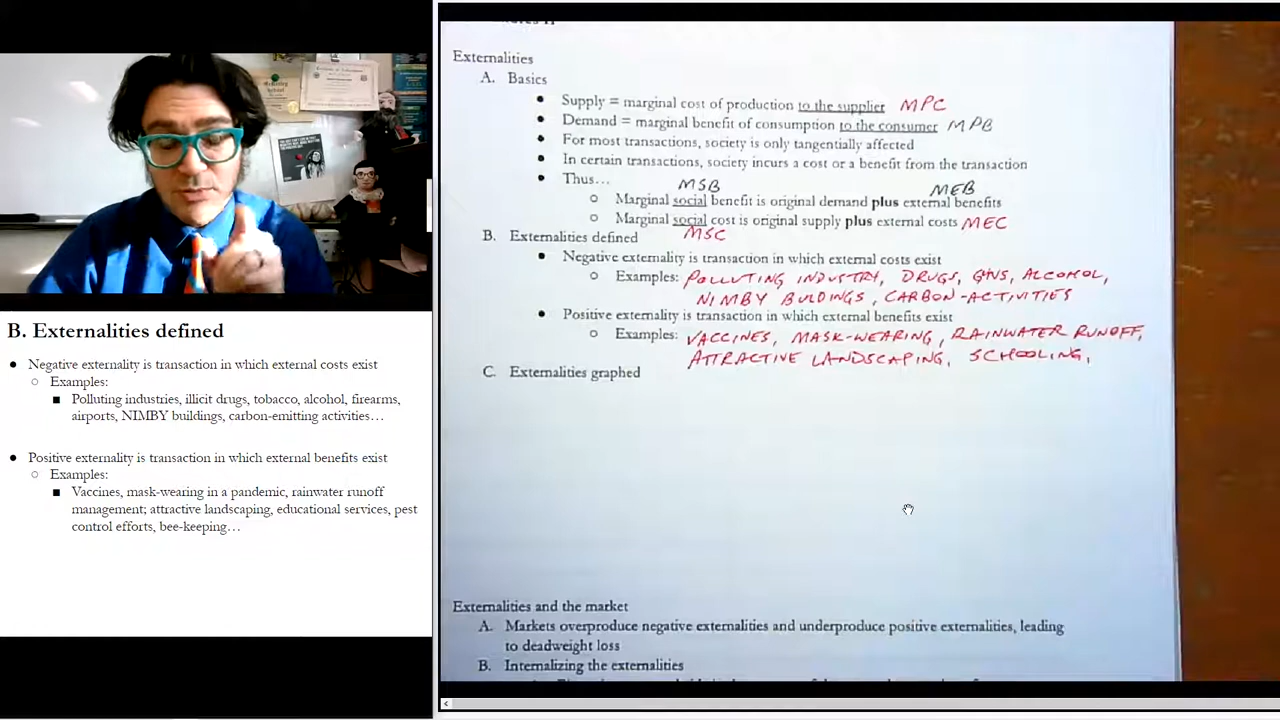 B. Externalities defined
● Negative externality is transaction in which external costs exist
○ Examples:
■ Polluting industries, illicit drugs, tobacco, alcohol, firearms,
airports, NIMBY buildings, carbon-emitting activities…
● Positive externality is transaction in which external benefits exist
○ Examples:
■ Vaccines, mask-wearing in a pandemic, rainwater runoff
management; attractive landscaping, educational services, pest
control efforts, bee-keeping…
Externalities
A. Basics
● Supply = marginal cost of production to the supplier MPC
● Demand = marginal benefit of consumption to the consumer MPB
● For most transactions, society is only tangentially affected
● In certain transactions, society incurs a cost or a benefit from the transaction
● Thus…
MSB MEB
○ Marginal social benefit is original demand plus external benefits
○ Marginal social cost is original supply plus external costs MEC
MSC
B. Externalities defined
● Negative externality is transaction in which external costs exist
○ Examples: POLLUTING INDUSTRY, DRUGS, GUNS, ALCOHOL,
NIMBY BULDINGS, CARBON-ACTIVITIES
● Positive externality is transaction in which external benefits exist
○ Examples: VACCINES, MASK-WEARING, RAINWATER RUNOFF,
ATTRACTIVE LANDSCAPING, SCHOOLING,
C. Externalities graphed
Externalities and the market
A. Markets overproduce negative externalities and underproduce positive externalities, leading
to deadweight loss
B. Internalizing the externalities